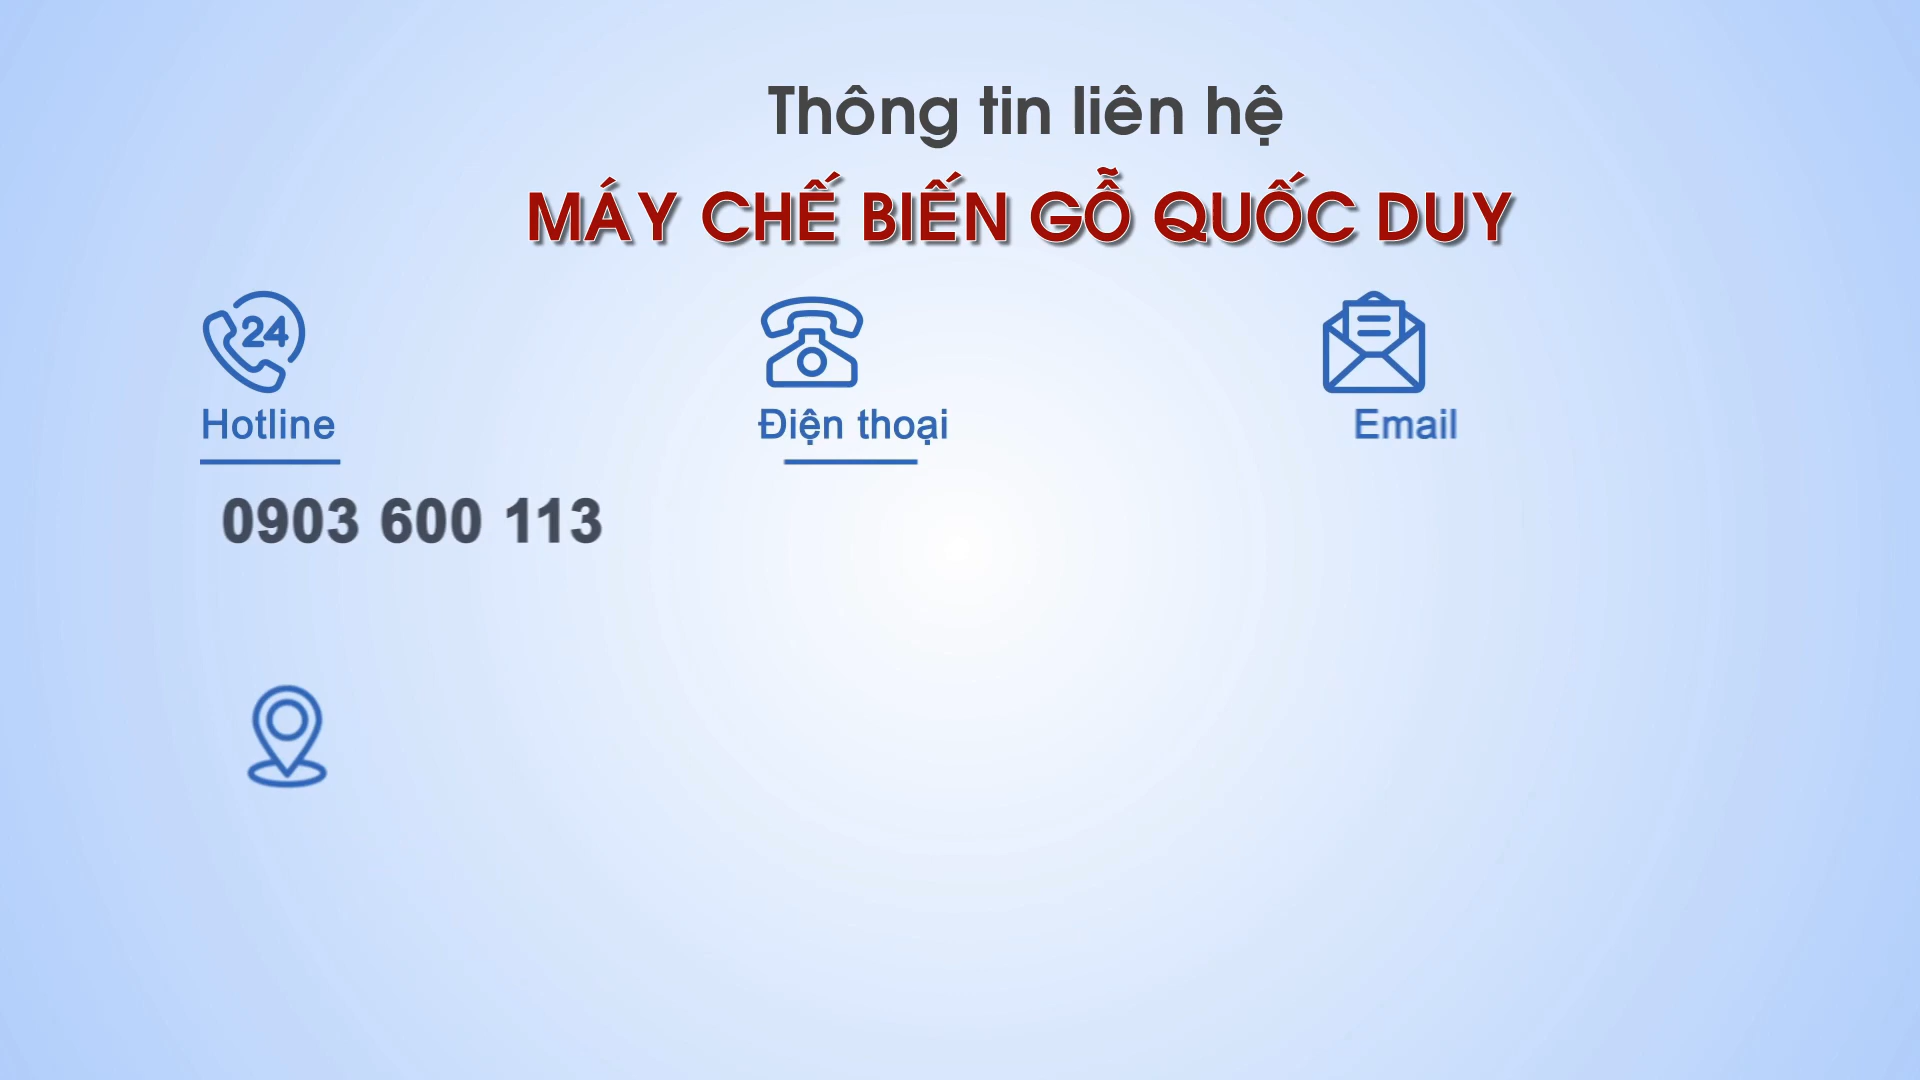 Thông tin liên hệ
MÁY CHẾ BIẾN GỖ QUỐC DUY
24
Hotline
Điện thoại
Email
0903 600 113